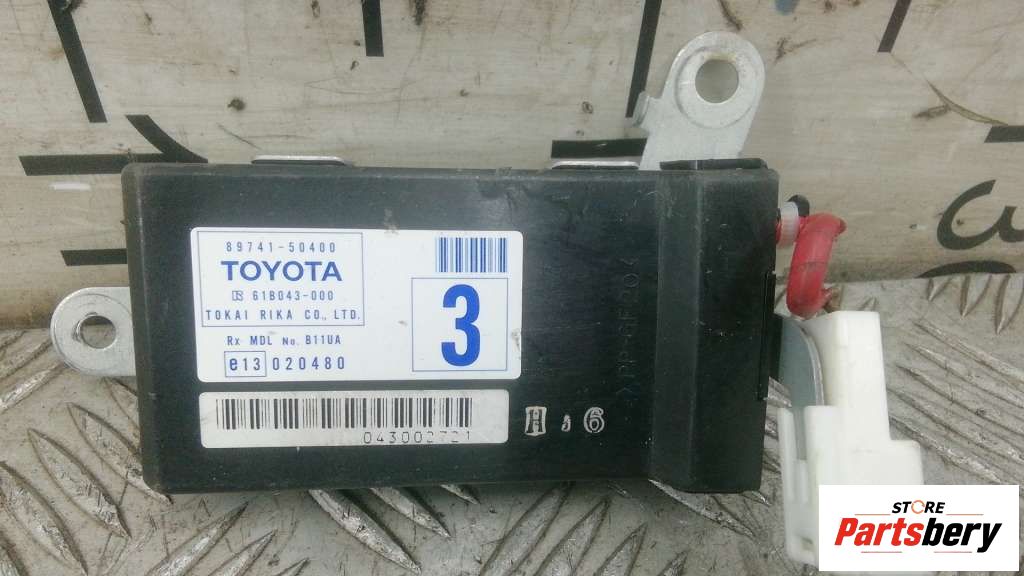 89741-50400
TOYOTA
61B043-000
TOKAI RIKA CO., LTD.
Rx MDL No. B11UA
e13 020480
3
043002721
H J 6
STORE
Partsbery